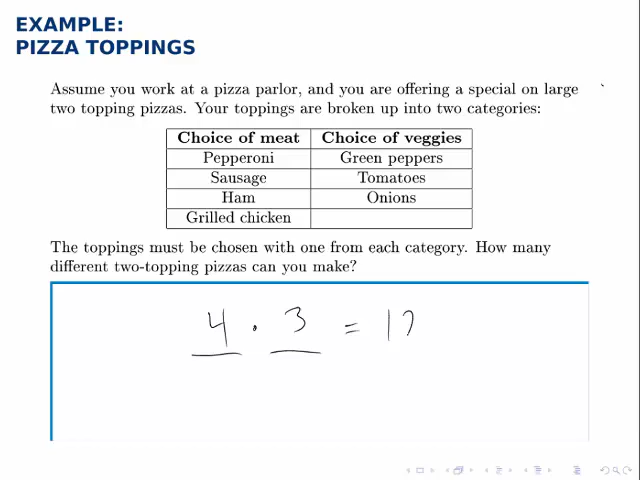 EXAMPLE:
PIZZA TOPPINGS
Assume you work at a pizza parlor, and you are offering a special on large
two topping pizzas. Your toppings are broken up into two categories:
Choice of meat Choice of veggies
Pepperoni Green peppers
Sausage Tomatoes
Ham Onions
Grilled chicken
The toppings must be chosen with one from each category. How many
different two-topping pizzas can you make?
4 · 3 = 12